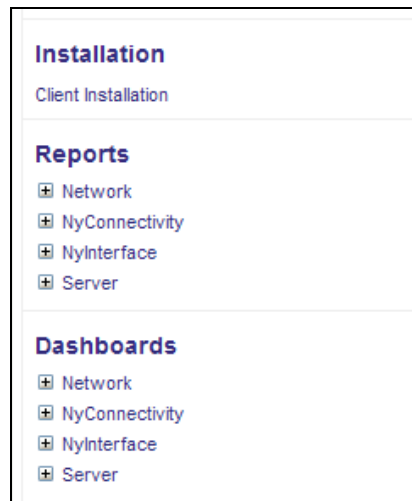 Installation
Client Installation
Reports
Network
NyConnectivity
NyInterface
Server
Dashboards
Network
NyConnectivity
NyInterface
Server